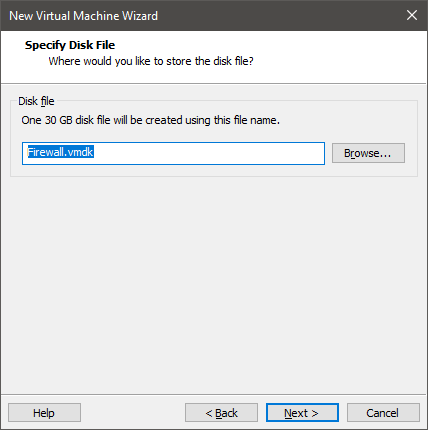 New Virtual Machine Wizard
Specify Disk File
Where would you like to store the disk file?
Disk file
One 30 GB disk file will be created using this file name.
Firewall.vmdk
Browse...
Help
< Back
Next >
Cancel